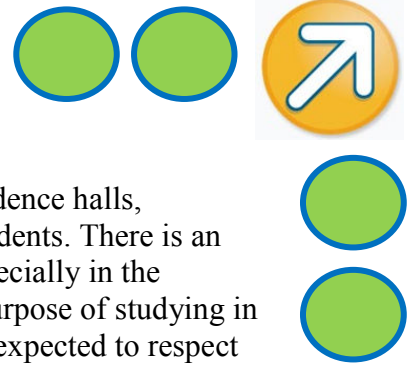 dence halls,
dents. There is an
ecially in the
urpose of studying in
expected to respect